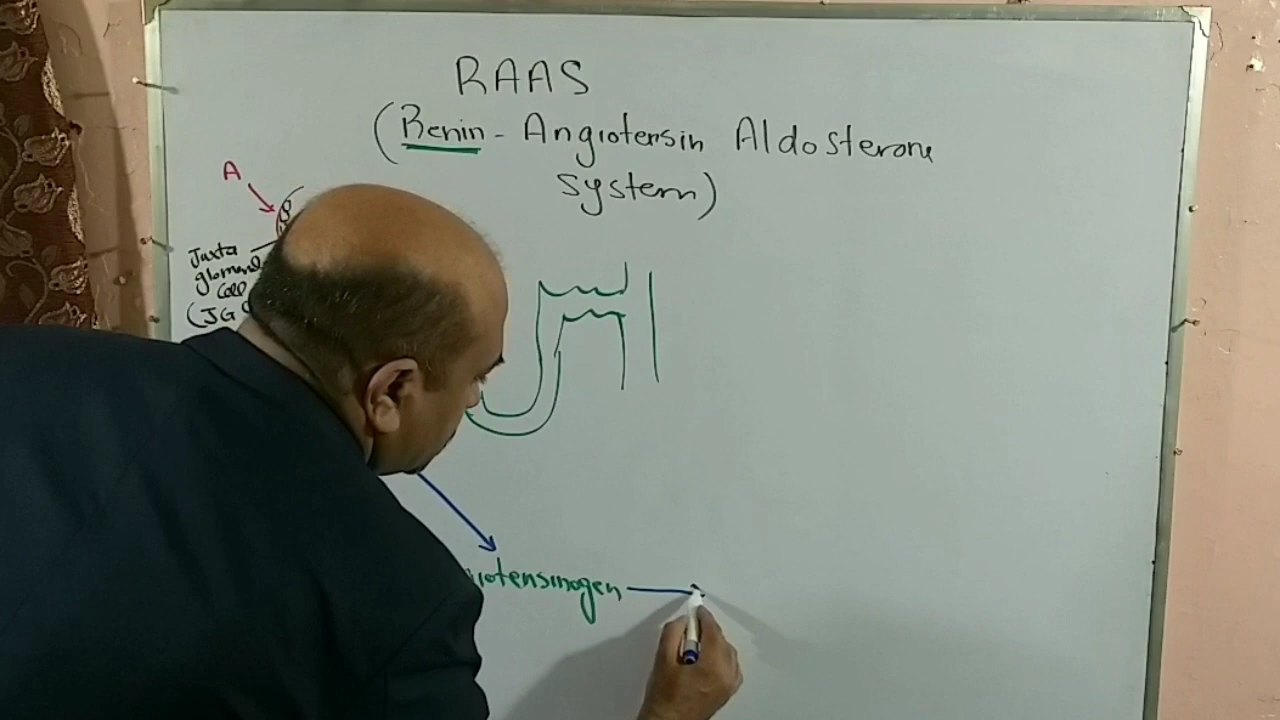 RAAS
(Renin - Angiotensin Aldosterone
system)
A
Juxta
glomerul
Cell
(JG
iotensinogen